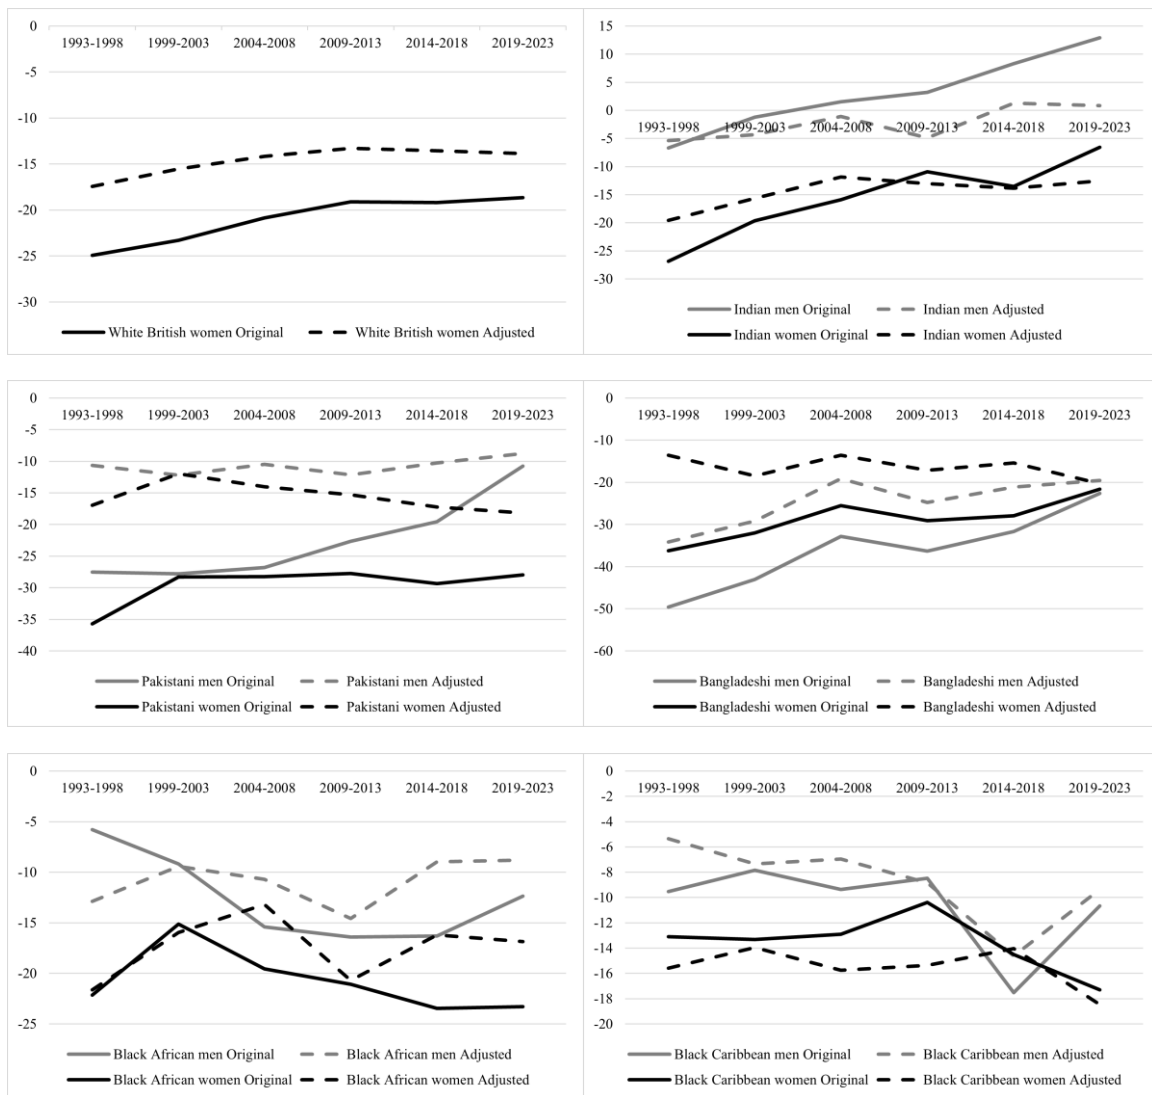 0
1993-1998 1999-2003 2004-2008 2009-2013 2014-2018 2019-2023
-5
-10
-15
-20
-25
-30
White British women Original White British women Adjusted
15
10
5
0
1993-1998 1999-2003 2004-2008 2009-2013 2014-2018 2019-2023
-5
-10
-15
-20
-25
-30
Indian men Original Indian men Adjusted
Indian women Original Indian women Adjusted
0
1993-1998 1999-2003 2004-2008 2009-2013 2014-2018 2019-2023
-5
-10
-15
-20
-25
-30
-35
-40
Pakistani men Original Pakistani men Adjusted
Pakistani women Original Pakistani women Adjusted
0
1993-1998 1999-2003 2004-2008 2009-2013 2014-2018 2019-2023
-10
-20
-30
-40
-50
-60
Bangladeshi men Original Bangladeshi men Adjusted
Bangladeshi women Original Bangladeshi women Adjusted
0
1993-1998 1999-2003 2004-2008 2009-2013 2014-2018 2019-2023
-5
-10
-15
-20
-25
Black African men Original Black African men Adjusted
Black African women Original Black African women Adjusted
0
1993-1998 1999-2003 2004-2008 2009-2013 2014-2018 2019-2023
-2
-4
-6
-8
-10
-12
-14
-16
-18
-20
Black Caribbean men Original Black Caribbean men Adjusted
Black Caribbean women Original Black Caribbean women Adjusted